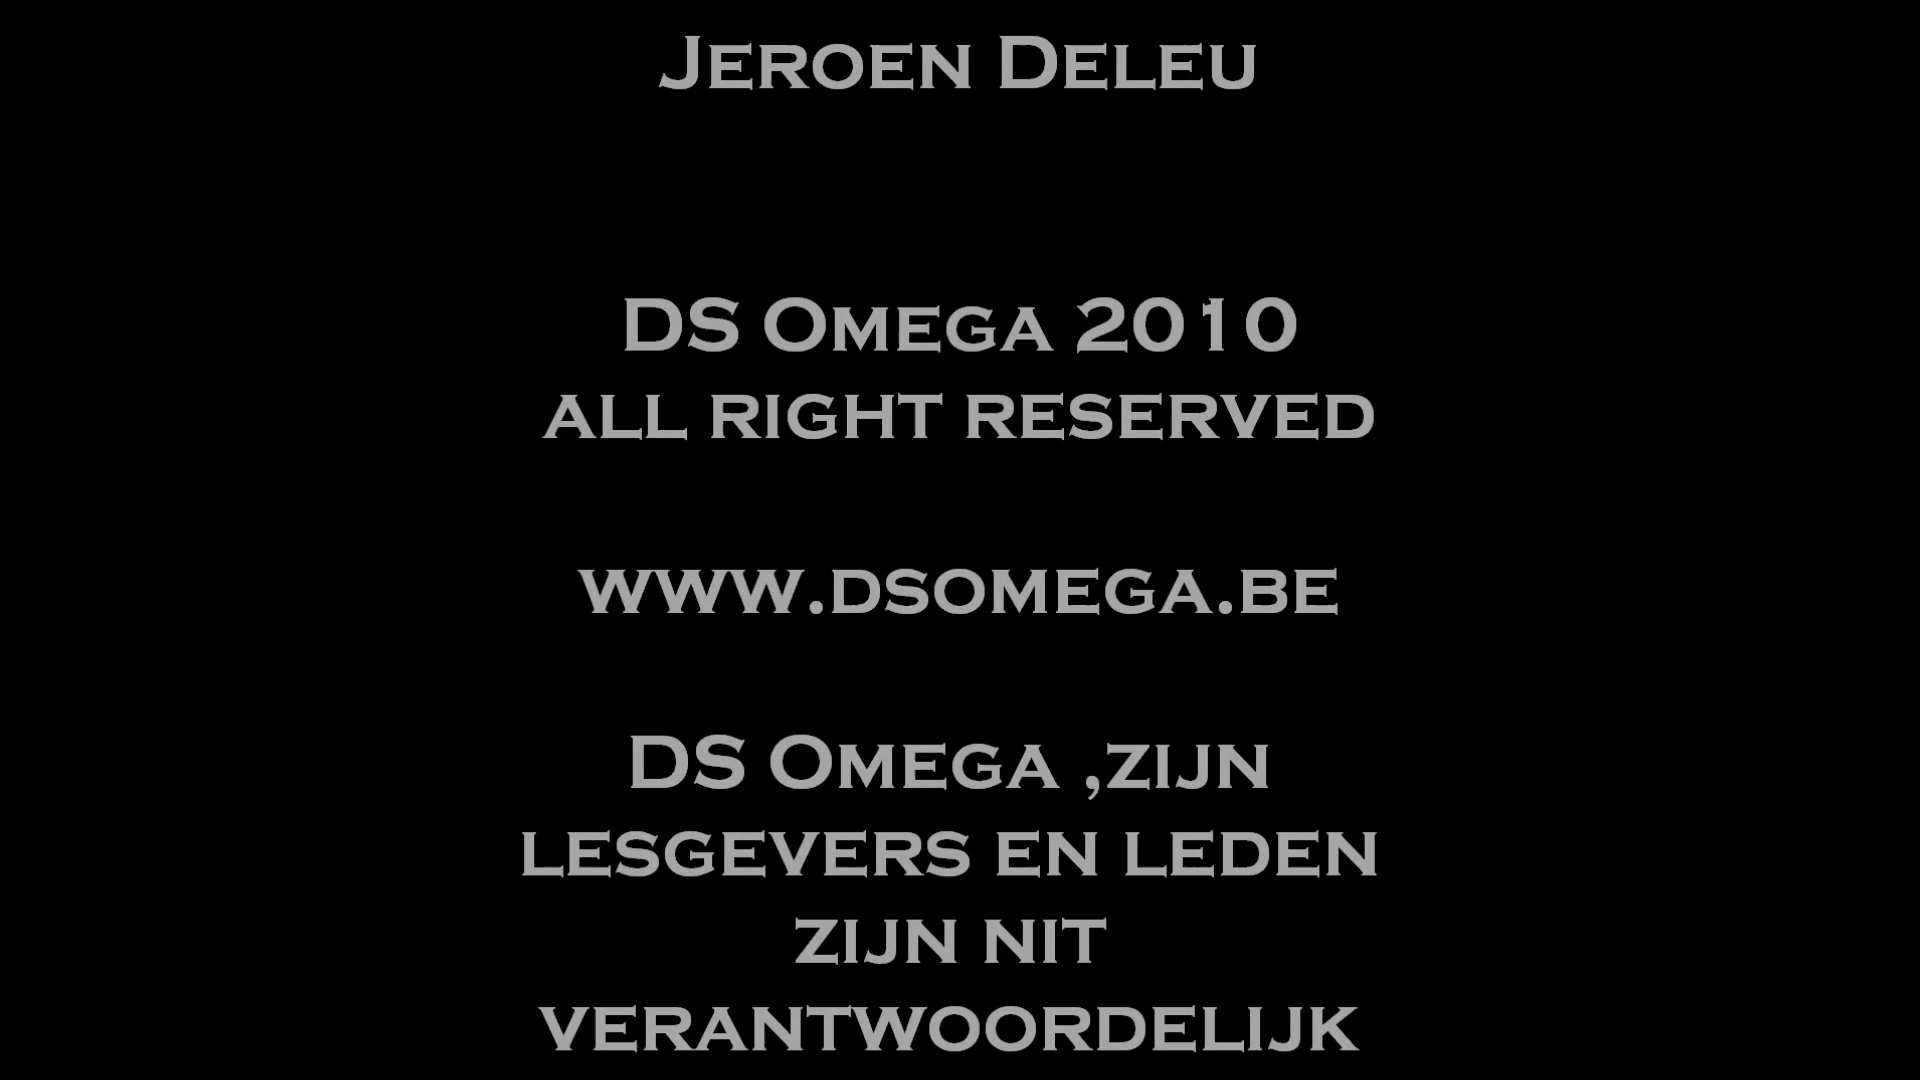 Jeroen Deleu
DS Omega 2010
all right reserved
www.dsomega.be
DS Omega ,zijn
lesgevers en leden
zijn nit
verantwoordelijk